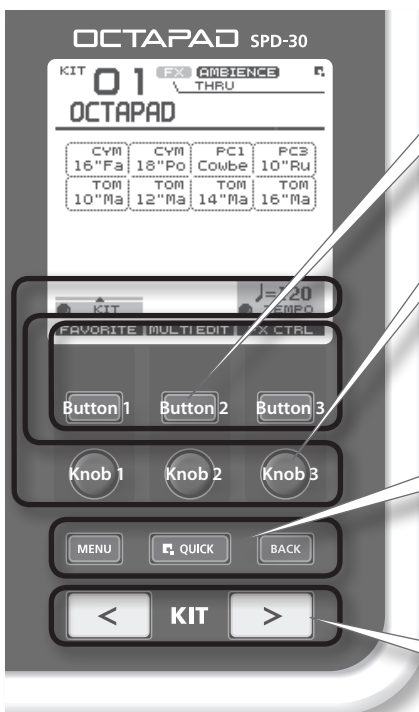 OCTAPAD SPD-30
KIT 01 FX AMBIENCE
THRU
OCTAPAD
CYM CYM PC1 PC3
16"Fa 18"Po Cowbe 10"Ru
TOM TOM TOM TOM
10"Ma 12"Ma 14"Ma 16"Ma
♩=120
KIT TEMPO
FAVORITE MULTI EDIT FX CTRL
Button 1 Button 2 Button 3
Knob 1 Knob 2 Knob 3
MENU QUICK BACK
< KIT >